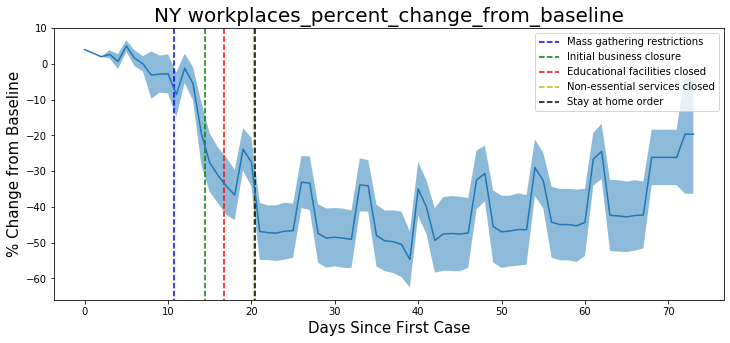 NY workplaces_percent_change_from_baseline
% Change from Baseline
10
0
−10
−20
−30
−40
−50
−60
Mass gathering restrictions
Initial business closure
Educational facilities closed
Non-essential services closed
Stay at home order
0 10 20 30 40 50 60 70
Days Since First Case